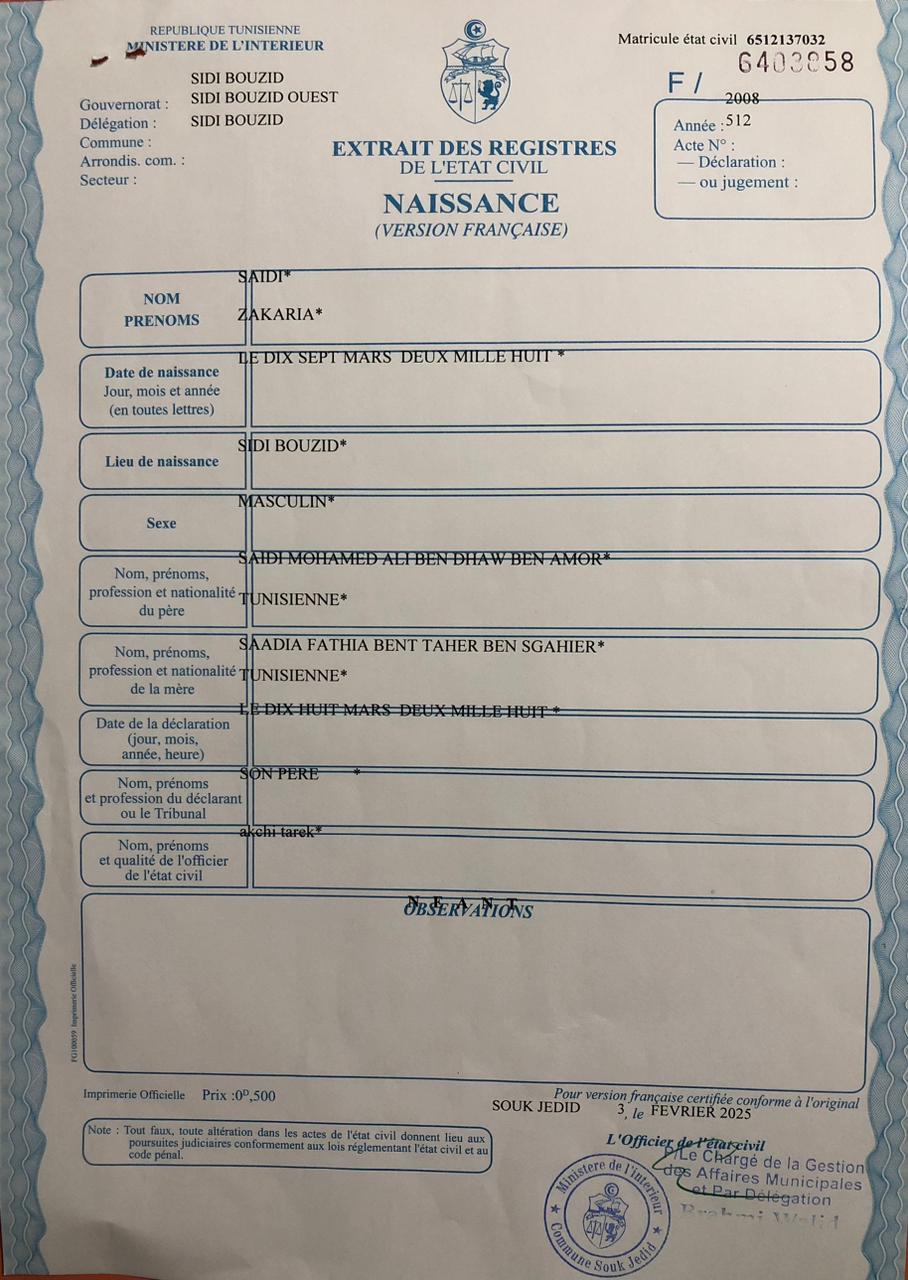 REPUBLIQUE TUNISIENNE
MINISTERE DE L'INTERIEUR
Matricule état civil 6512137032
6403858
F /
SIDI BOUZID
Gouvernorat : SIDI BOUZID OUEST
Délégation : SIDI BOUZID
Commune :
Arrondis. com. :
Secteur :
2008
Année : 512
Acte N° :
— Déclaration :
— ou jugement :
EXTRAIT DES REGISTRES
DE L'ETAT CIVIL
NAISSANCE
(VERSION FRANÇAISE)
SAIDI*
NOM
PRENOMS
ZAKARIA*
LE DIX SEPT MARS DEUX MILLE HUIT *
Date de naissance
Jour, mois et année
(en toutes lettres)
SIDI BOUZID*
Lieu de naissance
MASCULIN*
Sexe
SAIDI MOHAMED ALI BEN DHAW BEN AMOR*
Nom, prénoms,
profession et nationalité
du père
TUNISIENNE*
SAADIA FATHIA BENT TAHER BEN SGAHIER*
Nom, prénoms,
profession et nationalité
de la mère
TUNISIENNE*
LE DIX HUIT MARS DEUX MILLE HUIT *
Date de la déclaration
(jour, mois,
année, heure)
SON PERE *
Nom, prénoms
et profession du déclarant
ou le Tribunal
akchi tarek*
Nom, prénoms
et qualité de l'officier
de l'état civil
N E A N T
OBSERVATIONS
FG100859 Imprimerie Officielle
Imprimerie Officielle Prix :0ᴰ,500
Pour version française certifiée conforme à l'original
SOUK JEDID 3, le FEVRIER 2025
Note : Tout faux, toute altération dans les actes de l'état civil donnent lieu aux
poursuites judiciaires conformement aux lois réglementant l'état civil et au
code pénal.
L'Officier de l'état civil
P/Le Chargé de la Gestion
des Affaires Municipales
et Par Délégation
Brahmi Walid
Ministere de l'Interieur
Commune Souk Jedid